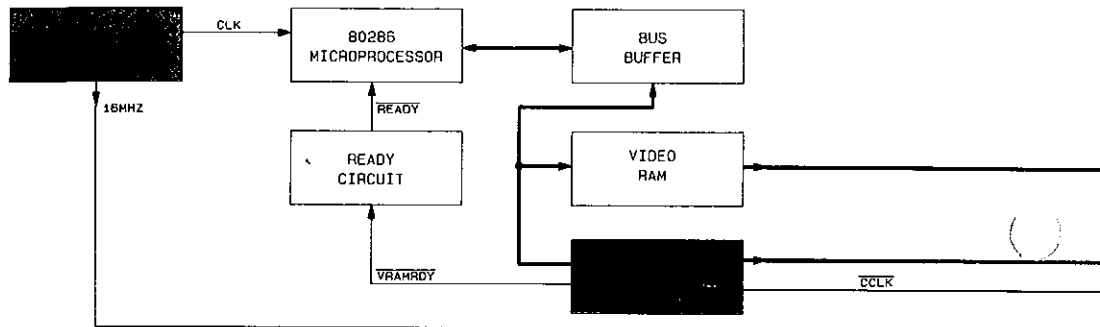 CLK
80286
MICROPROCESSOR
BUS
BUFFER
16MHZ
READY
READY
CIRCUIT
VIDEO
RAM
VRAMRDY
CCLK